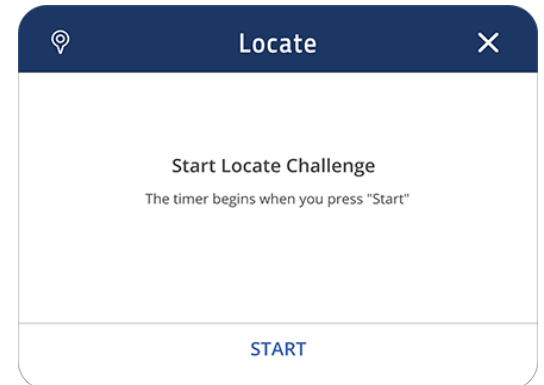 Locate
Start Locate Challenge
The timer begins when you press "Start"
START